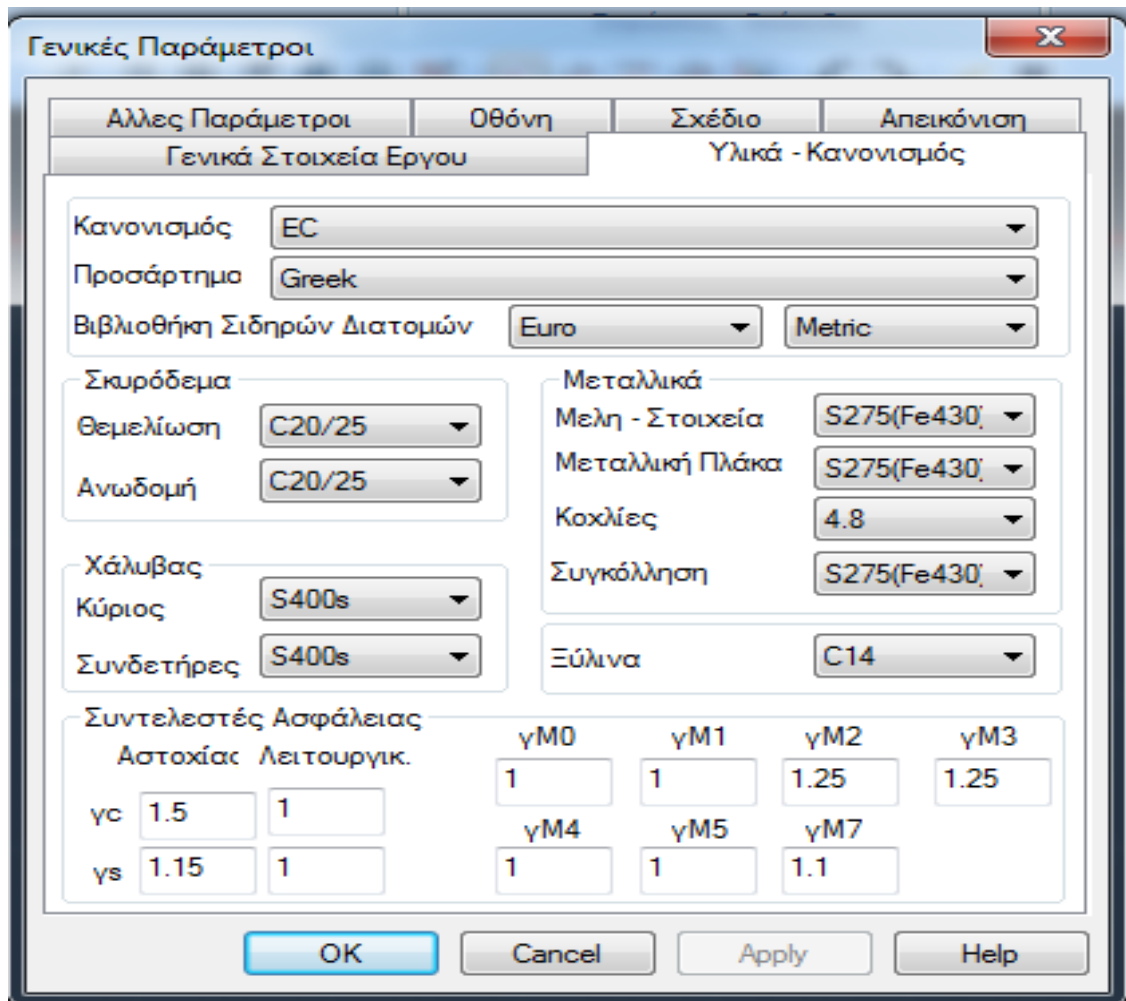 Γενικές Παράμετροι
Αλλες Παράμετροι Οθόνη Σχέδιο Απεικόνιση
Γενικά Στοιχεία Εργου Υλικά - Κανονισμός
Κανονισμός EC
Προσάρτημα Greek
Βιβλιοθήκη Σιδηρών Διατομών Euro Metric
Σκυρόδεμα
Θεμελίωση C20/25
Ανωδομή C20/25
Χάλυβας
Κύριος S400s
Συνδετήρες S400s
Μεταλλικά
Μελη - Στοιχεία S275(Fe430)
Μεταλλική Πλάκα S275(Fe430)
Κοχλίες 4.8
Συγκόλληση S275(Fe430)
Ξύλινα C14
Συντελεστές Ασφάλειας
Αστοχίας Λειτουργικ.
γc 1.5 1
γs 1.15 1
γM0 γM1 γM2 γM3
1 1 1.25 1.25
γM4 γM5 γM7
1 1 1.1
OK Cancel Apply Help